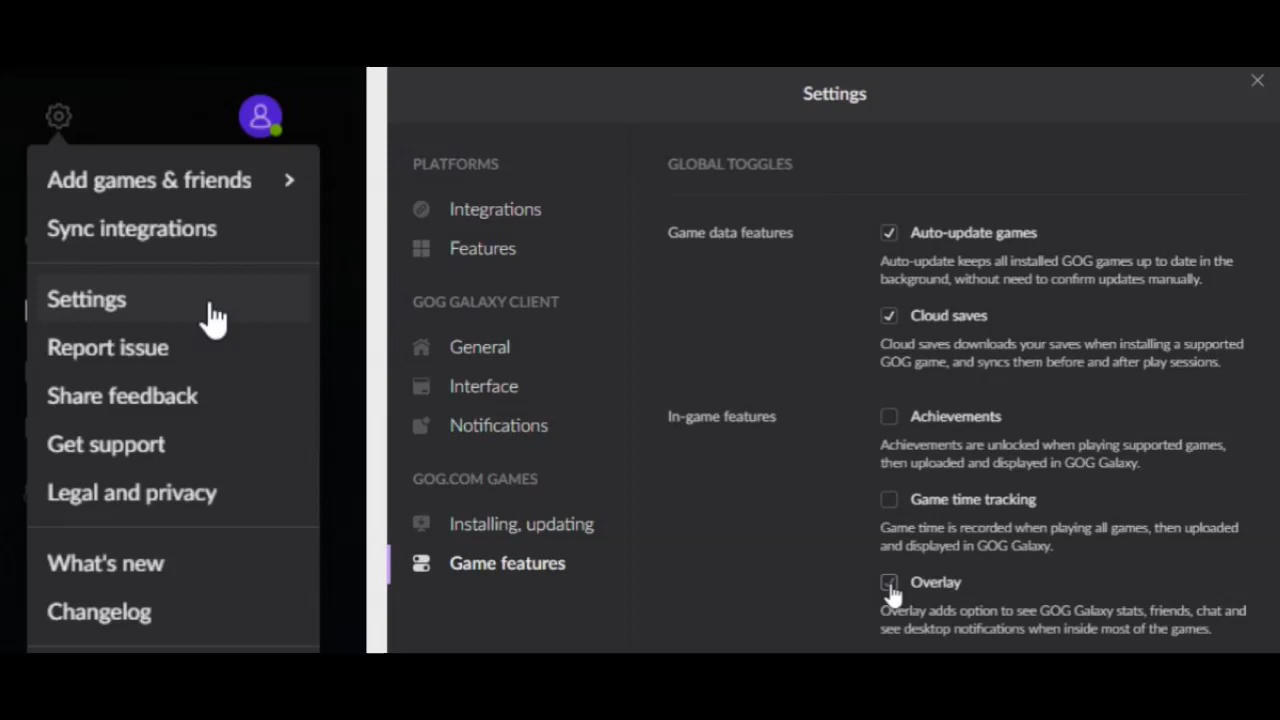 Add games & friends
Sync integrations
Settings
Report issue
Share feedback
Get support
Legal and privacy
What's new
Changelog
Settings
PLATFORMS
Integrations
Features
GOG GALAXY CLIENT
General
Interface
Notifications
GOG.COM GAMES
Installing, updating
Game features
GLOBAL TOGGLES
Game data features
Auto-update games
Auto-update keeps all installed GOG games up to date in the
background, without need to confirm updates manually.
Cloud saves
Cloud saves downloads your saves when installing a supported
GOG game, and syncs them before and after play sessions.
In-game features
Achievements
Achievements are unlocked when playing supported games,
then uploaded and displayed in GOG Galaxy.
Game time tracking
Game time is recorded when playing all games, then uploaded
and displayed in GOG Galaxy.
Overlay
Overlay adds option to see GOG Galaxy stats, friends, chat and
see desktop notifications when inside most of the games.